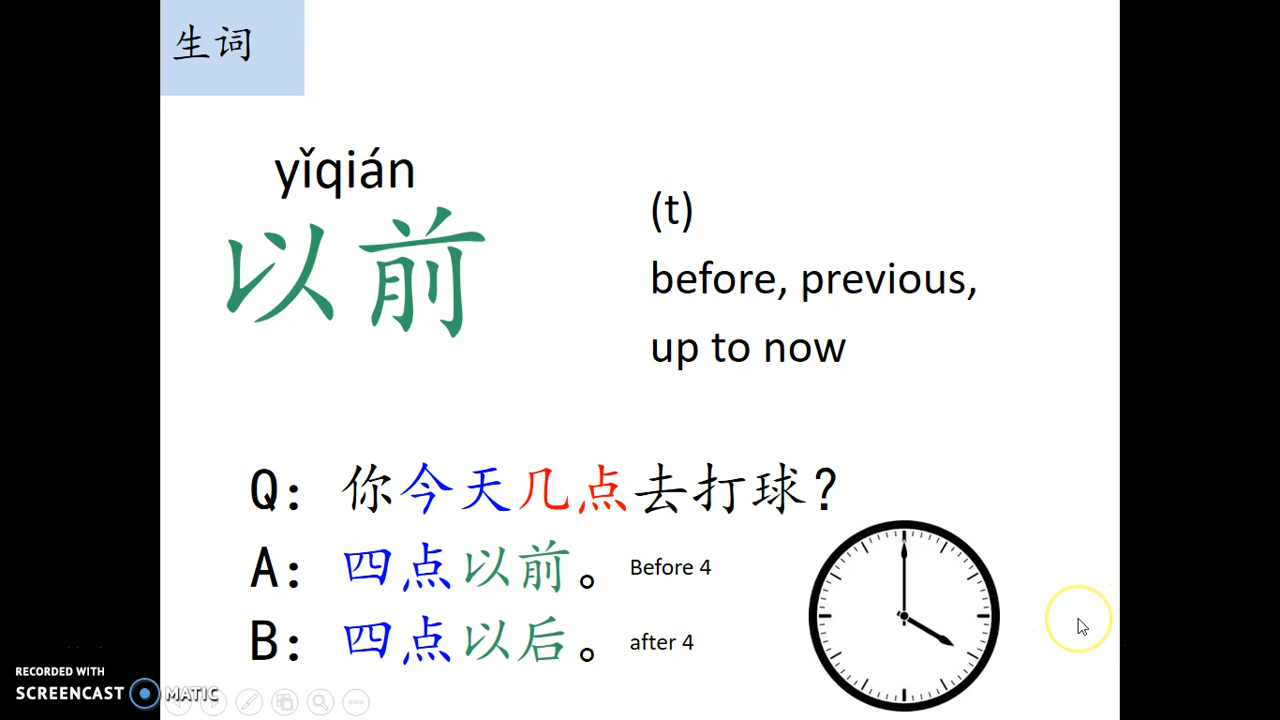 生词
yǐqián
以前
(t)
before, previous,
up to now
Q：你今天几点去打球？
A：四点以前。 Before 4
B：四点以后。 after 4
RECORDED WITH
SCREENCAST MATIC